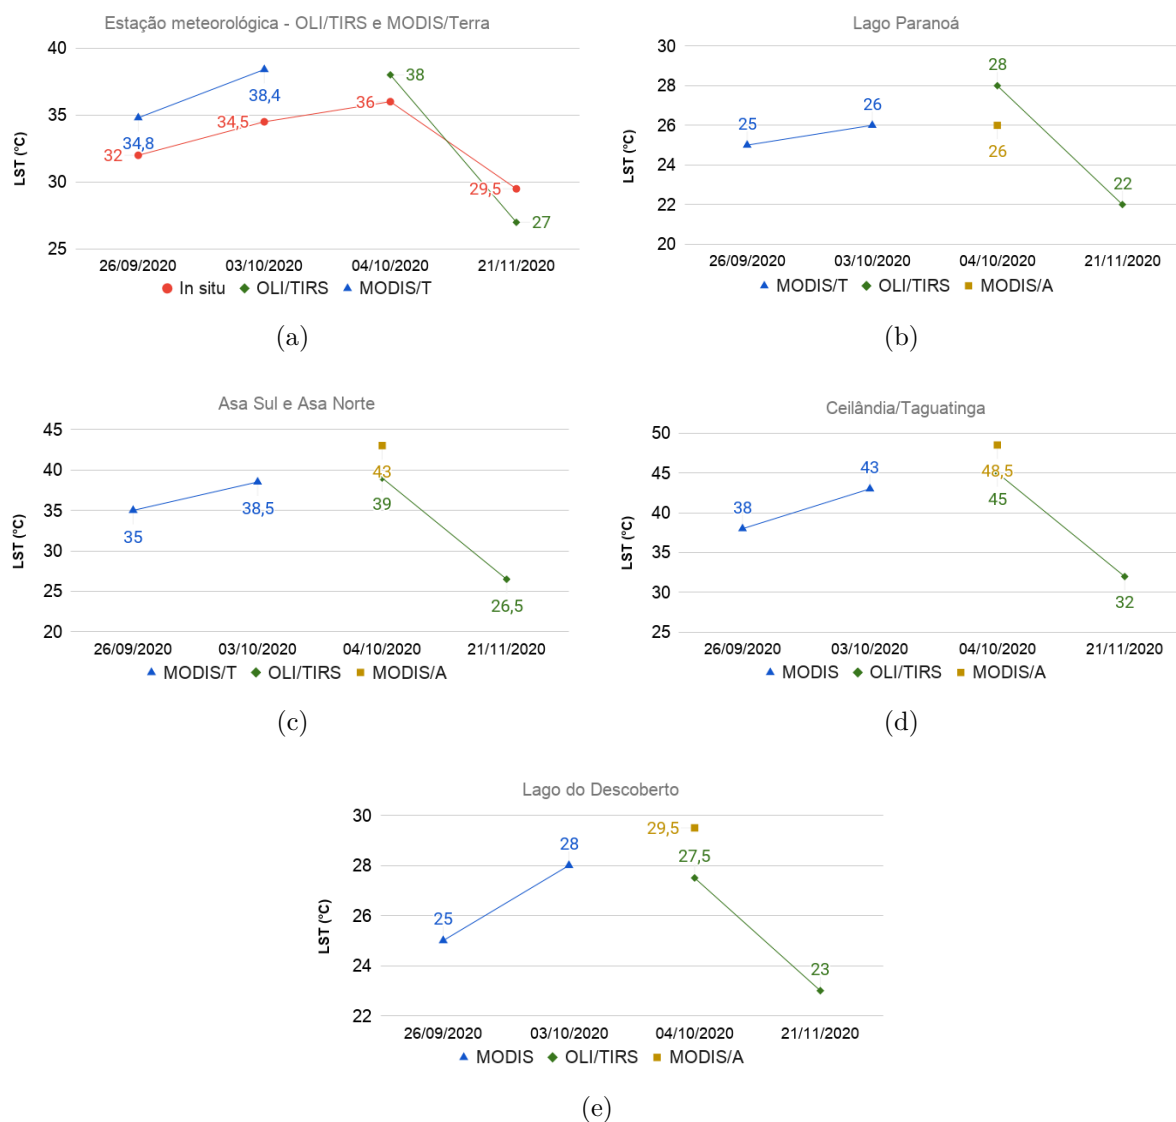 Estação meteorológica - OLI/TIRS e MODIS/Terra
40
35
30
25
LST (°C)
34,8
38,4
32
34,5
36
29,5
38
27
26/09/2020 03/10/2020 04/10/2020 21/11/2020
In situ OLI/TIRS MODIS/T
(a)
Lago Paranoá
30
28
26
24
22
20
LST (°C)
25
26
28
26
22
26/09/2020 03/10/2020 04/10/2020 21/11/2020
MODIS/T OLI/TIRS MODIS/A
(b)
Asa Sul e Asa Norte
45
40
35
30
25
20
LST (°C)
35
38,5
43
39
26,5
26/09/2020 03/10/2020 04/10/2020 21/11/2020
MODIS/T OLI/TIRS MODIS/A
(c)
Ceilândia/Taguatinga
50
45
40
35
30
25
LST (°C)
38
43
48,5
45
32
26/09/2020 03/10/2020 04/10/2020 21/11/2020
MODIS OLI/TIRS MODIS/A
(d)
Lago do Descoberto
30
28
26
24
22
LST (°C)
25
28
29,5
27,5
23
26/09/2020 03/10/2020 04/10/2020 21/11/2020
MODIS OLI/TIRS MODIS/A
(e)